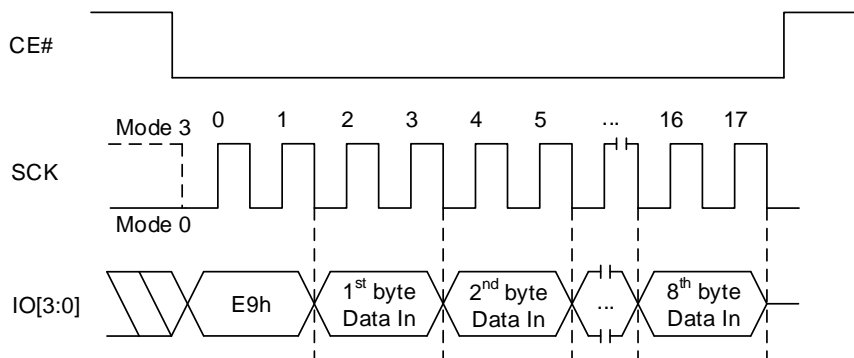 CE#
Mode 3
0 1 2 3 4 5 ... 16 17
SCK
Mode 0
IO[3:0]
E9h
1st byte
Data In
2nd byte
Data In
...
8th byte
Data In